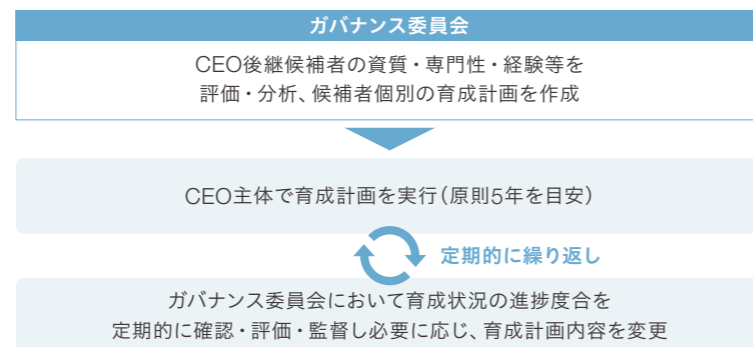 ガバナンス委員会
CEO後継候補者の資質・専門性・経験等を
評価・分析、候補者個別の育成計画を作成
CEO主体で育成計画を実行（原則5年を目安）
定期的に繰り返し
ガバナンス委員会において育成状況の進捗度合を
定期的に確認・評価・監督し必要に応じ、育成計画内容を変更